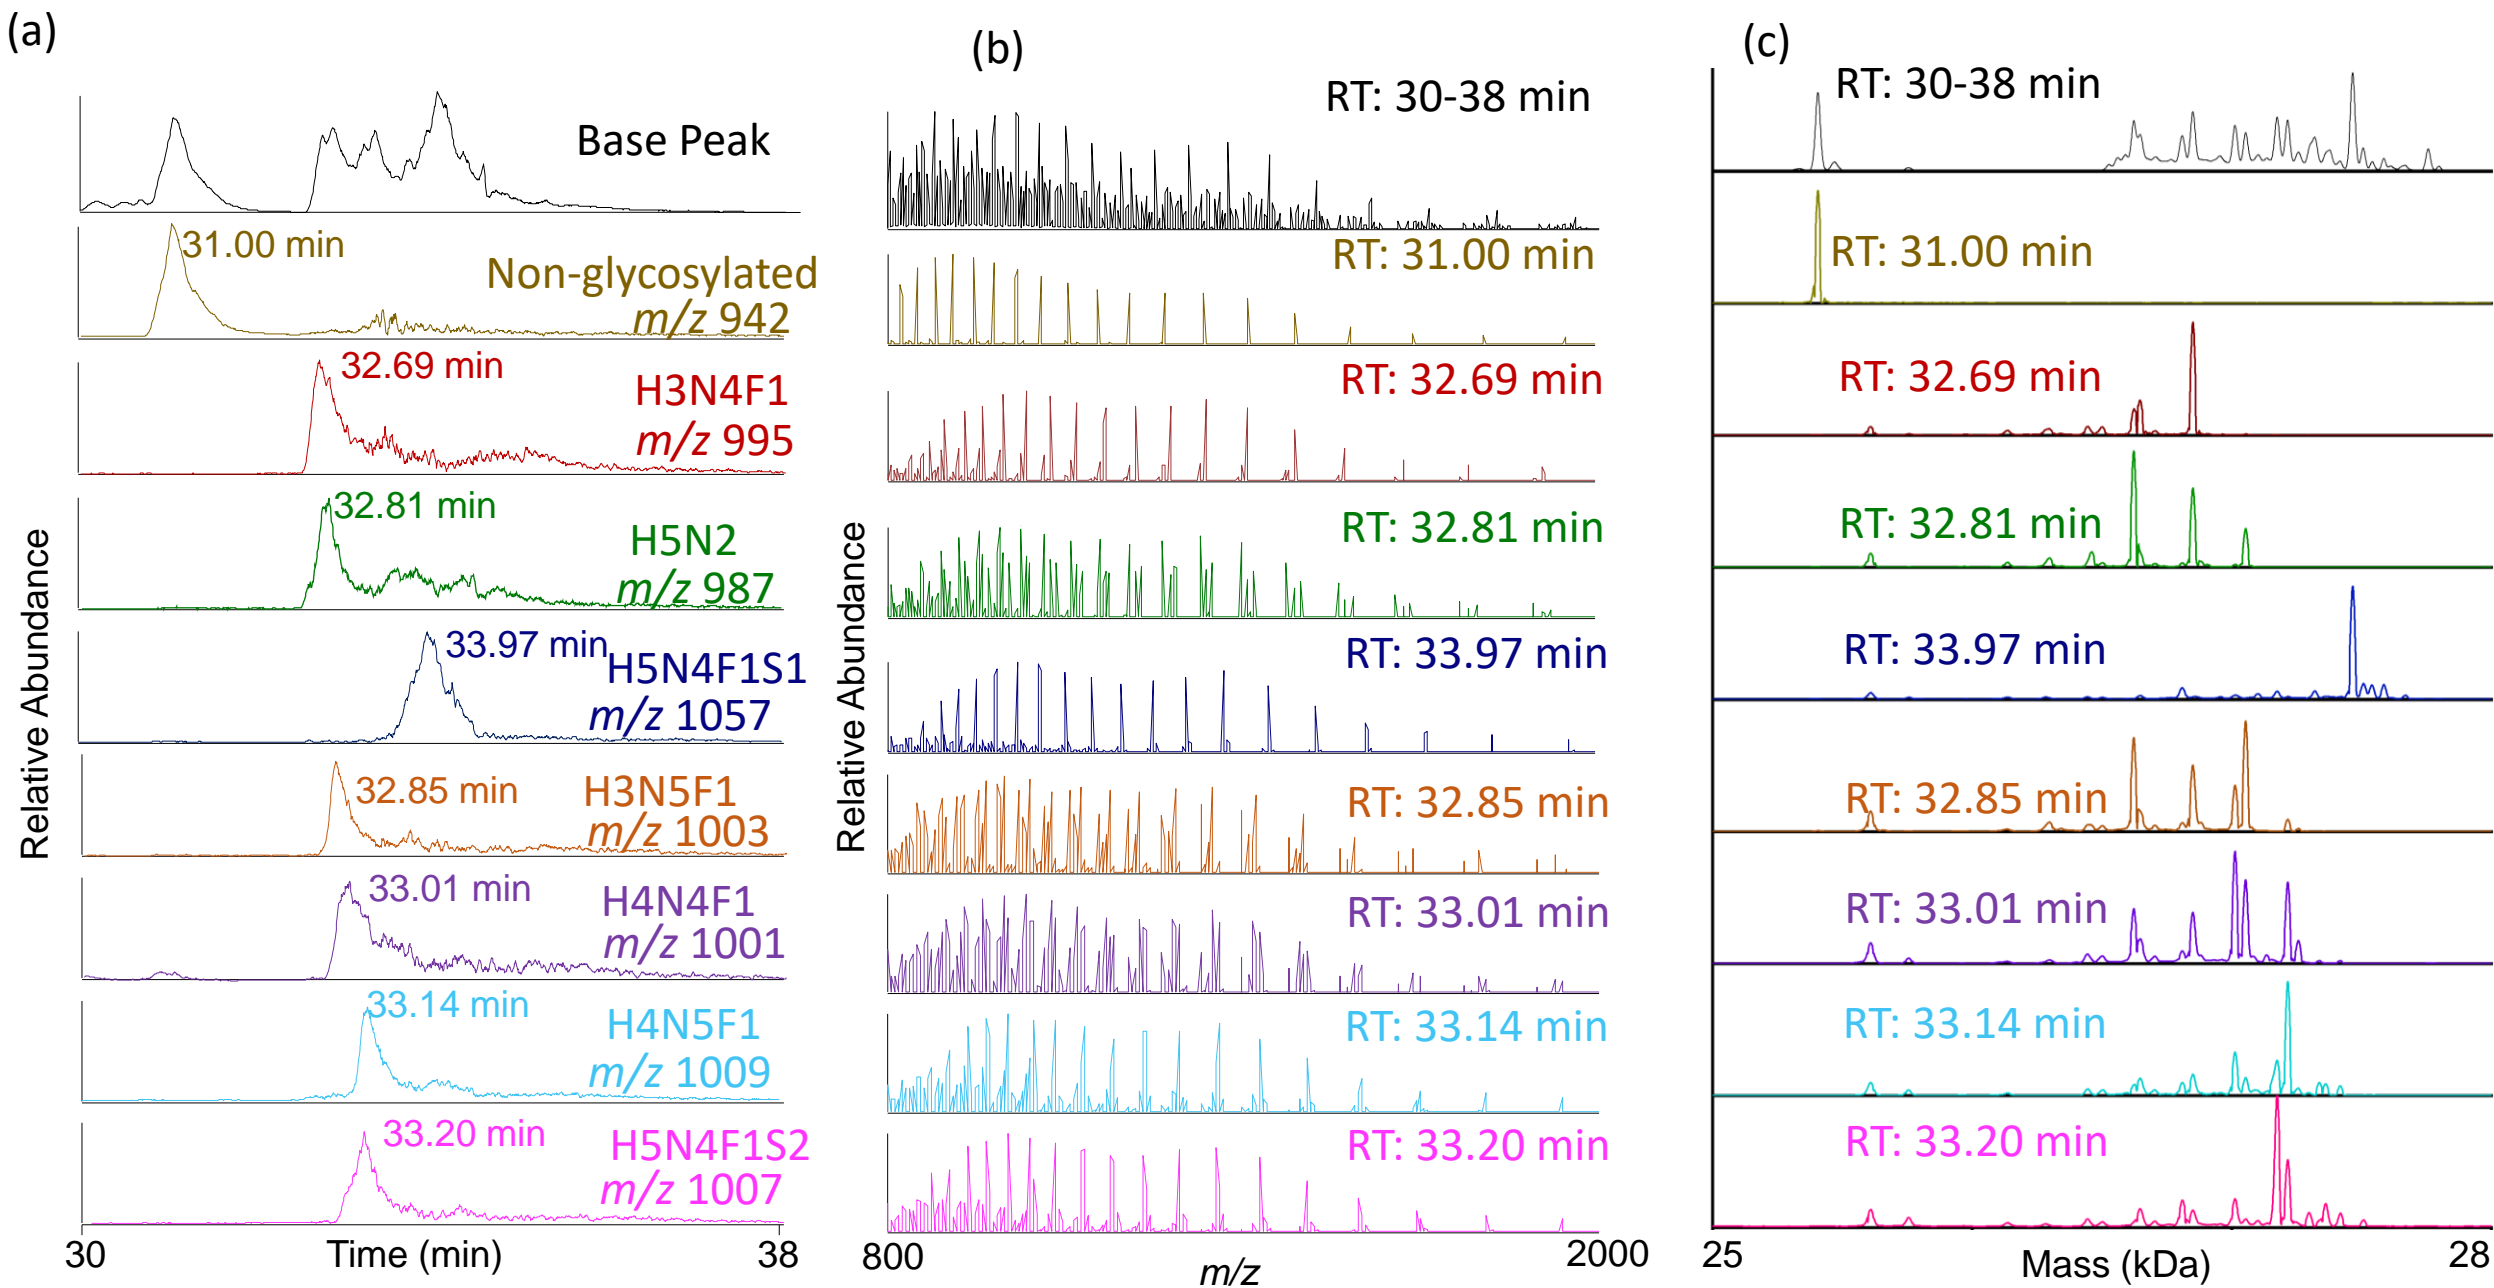 (a)
Base Peak
31.00 min
Non-glycosylated
m/z 942
32.69 min
H3N4F1
m/z 995
32.81 min
H5N2
m/z 987
33.97 min
H5N4F1S1
m/z 1057
32.85 min
H3N5F1
m/z 1003
33.01 min
H4N4F1
m/z 1001
33.14 min
H4N5F1
m/z 1009
33.20 min
H5N4F1S2
m/z 1007
Relative Abundance
30
Time (min)
38
(b)
RT: 30-38 min
RT: 31.00 min
RT: 32.69 min
RT: 32.81 min
RT: 33.97 min
RT: 32.85 min
RT: 33.01 min
RT: 33.14 min
RT: 33.20 min
Relative Abundance
800
m/z
2000
(c)
RT: 30-38 min
RT: 31.00 min
RT: 32.69 min
RT: 32.81 min
RT: 33.97 min
RT: 32.85 min
RT: 33.01 min
RT: 33.14 min
RT: 33.20 min
25
Mass (kDa)
28